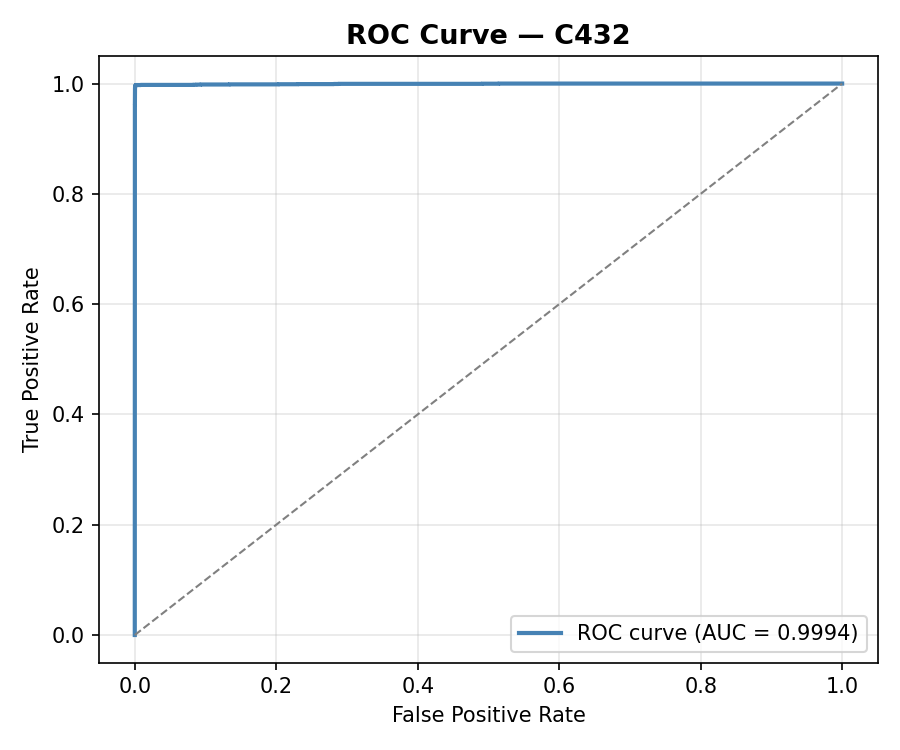 ROC Curve — C432
True Positive Rate
1.0
0.8
0.6
0.4
0.2
0.0
ROC curve (AUC = 0.9994)
0.0 0.2 0.4 0.6 0.8 1.0
False Positive Rate